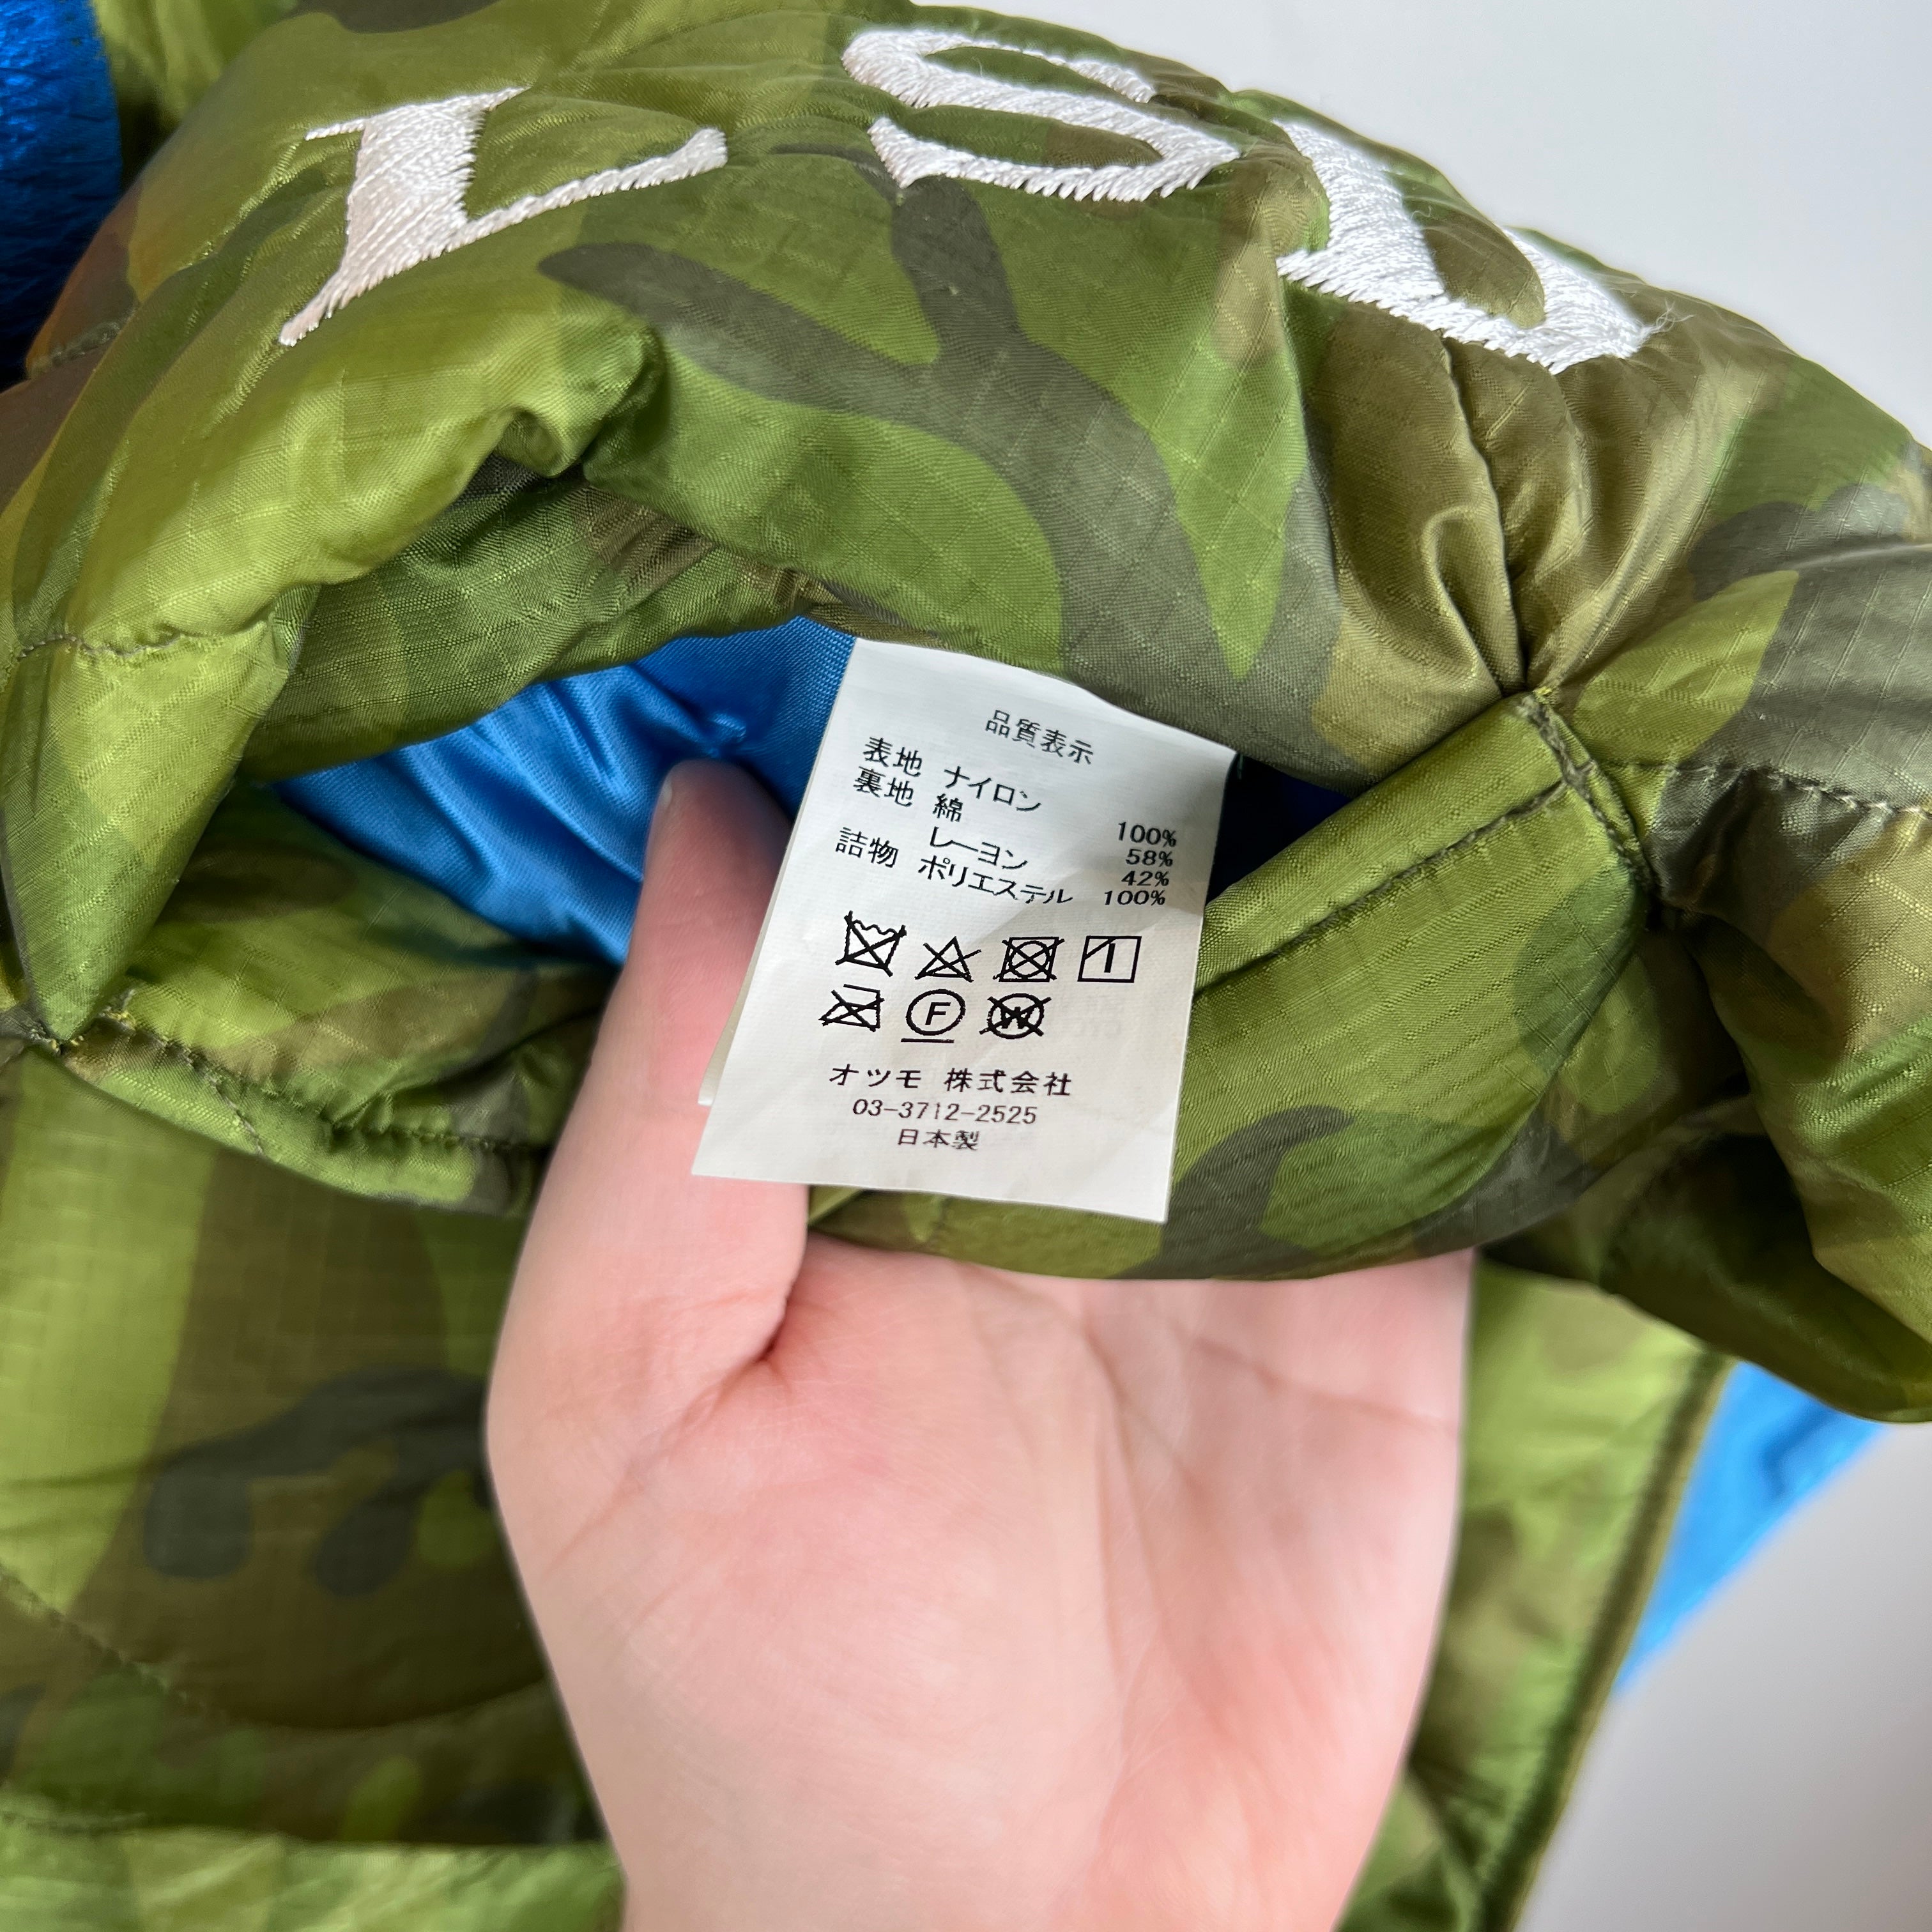 LSD
品質表示
表地 ナイロン 100%
裏地 綿 58%
レーヨン 42%
詰物 ポリエステル 100%
F
W
オツモ 株式会社
03-3712-2525
日本製